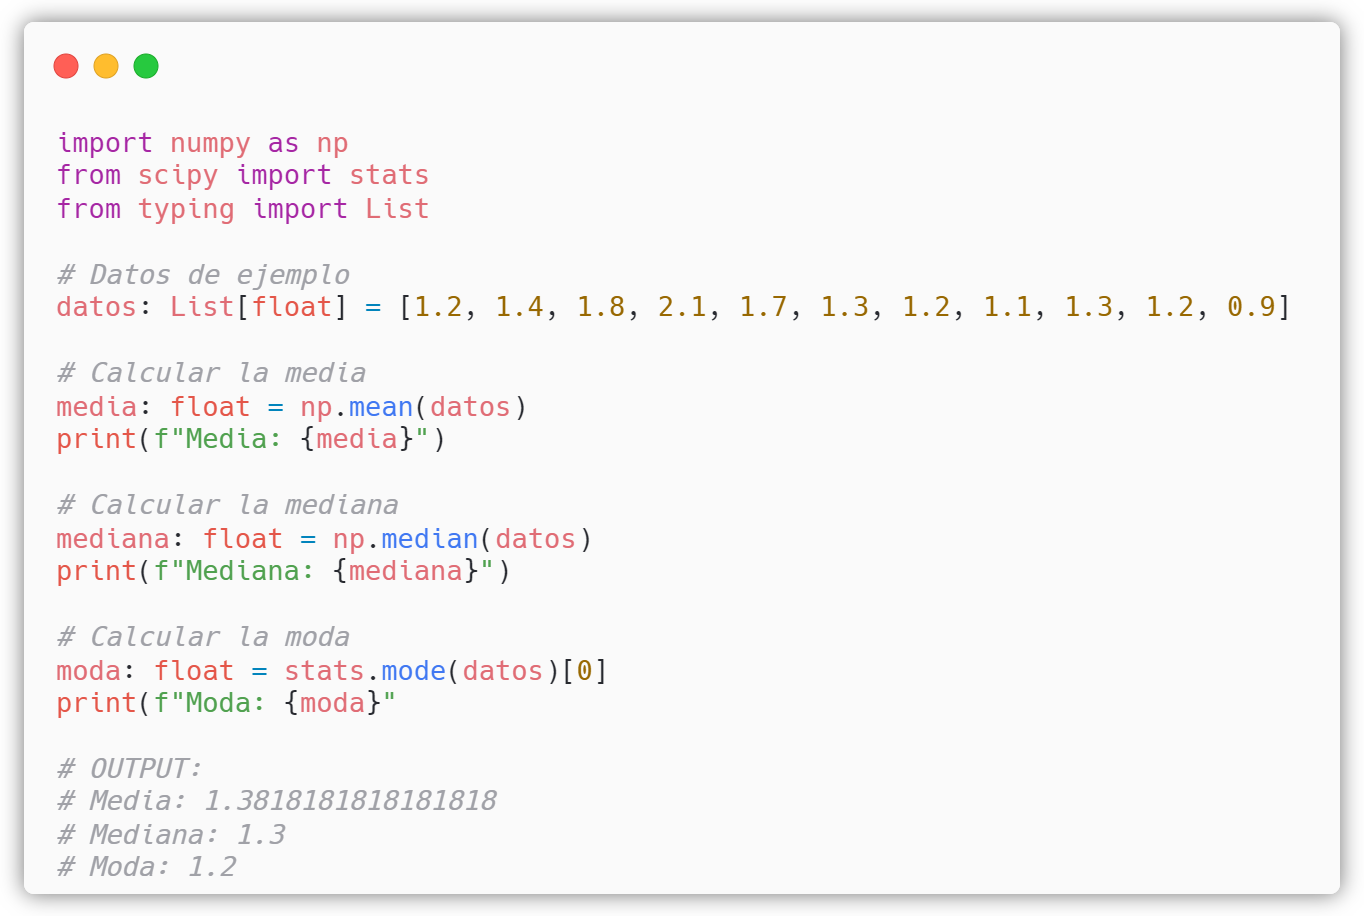 import numpy as np
from scipy import stats
from typing import List
# Datos de ejemplo
datos: List[float] = [1.2, 1.4, 1.8, 2.1, 1.7, 1.3, 1.2, 1.1, 1.3, 1.2, 0.9]
# Calcular la media
media: float = np.mean(datos)
print(f"Media: {media}")
# Calcular la mediana
mediana: float = np.median(datos)
print(f"Mediana: {mediana}")
# Calcular la moda
moda: float = stats.mode(datos)[0]
print(f"Moda: {moda}"
# OUTPUT:
# Media: 1.3818181818181818
# Mediana: 1.3
# Moda: 1.2